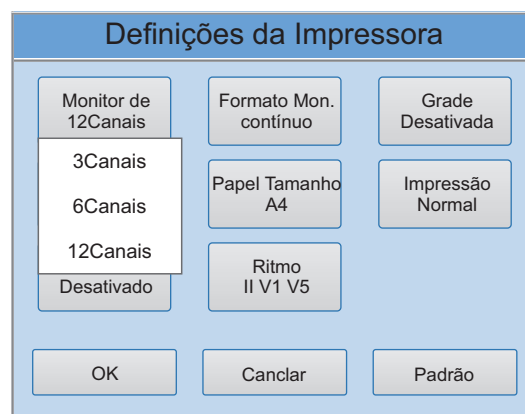 Definições da Impressora
Monitor de
12Canais
Formato Mon.
contínuo
Grade
Desativada
3Canais
6Canais
12Canais
Papel Tamanho
A4
Impressão
Normal
Desativado
Ritmo
II V1 V5
OK
Canclar
Padrão